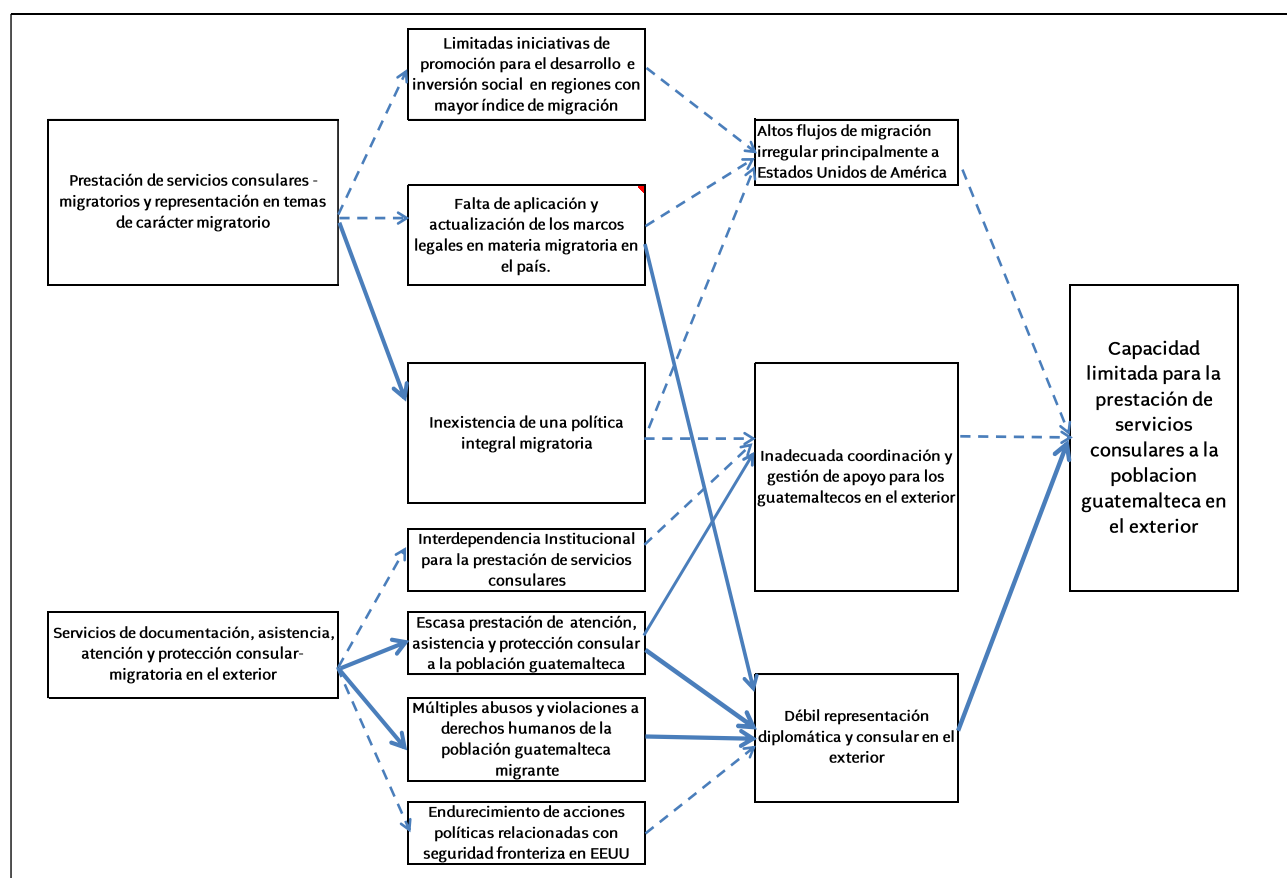 Limitadas iniciativas de
promoción para el desarrollo e
inversión social en regiones con
mayor índice de migración
Prestación de servicios consulares -
migratorios y representación en temas
de carácter migratorio
Falta de aplicación y
actualización de los marcos
legales en materia migratoria en
el país.
Inexistencia de una política
integral migratoria
Altos flujos de migración
irregular principalmente a
Estados Unidos de América
Inadecuada coordinación y
gestión de apoyo para los
guatemaltecos en el exterior
Capacidad
limitada para la
prestación de
servicios
consulares a la
poblacion
guatemalteca en
el exterior
Servicios de documentación, asistencia,
atención y protección consular-
migratoria en el exterior
Interdependencia Institucional
para la prestación de servicios
consulares
Escasa prestación de atención,
asistencia y protección consular
a la población guatemalteca
Múltiples abusos y violaciones a
derechos humanos de la
población guatemalteca
migrante
Endurecimiento de acciones
políticas relacionadas con
seguridad fronteriza en EEUU
Débil representación
diplomática y consular en el
exterior